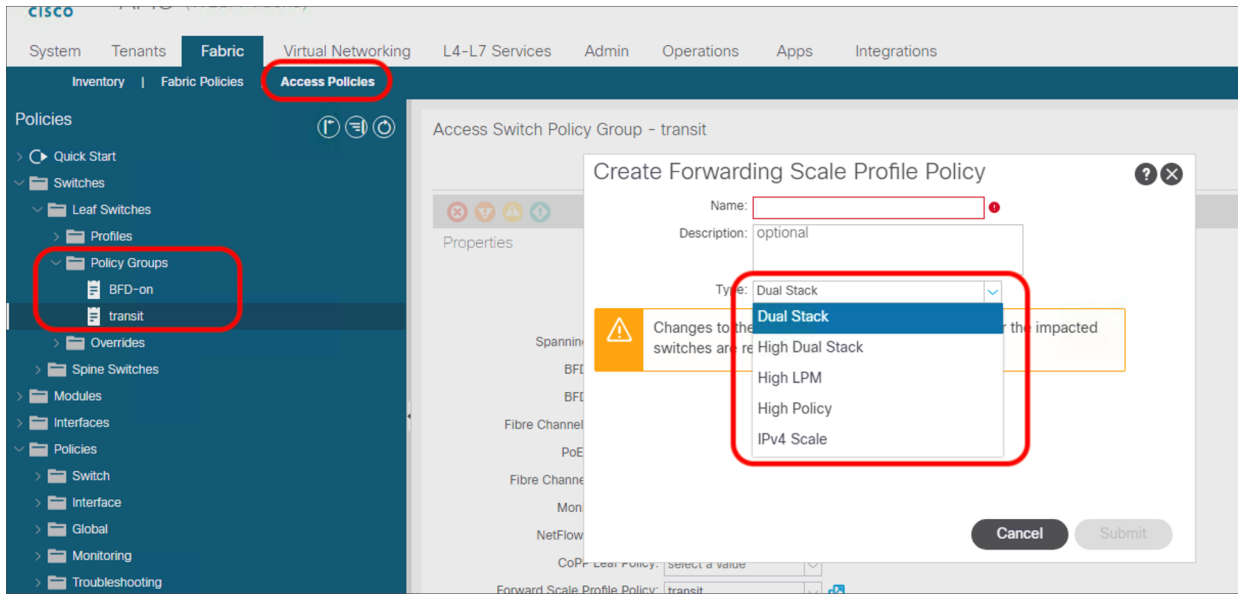 CISCO
System Tenants Fabric Virtual Networking L4-L7 Services Admin Operations Apps Integrations
Inventory | Fabric Policies | Access Policies
Policies
Quick Start
Switches
Leaf Switches
Profiles
Policy Groups
BFD-on
transit
Overrides
Spine Switches
Modules
Interfaces
Policies
Switch
Interface
Global
Monitoring
Troubleshooting
Access Switch Policy Group - transit
Properties
Create Forwarding Scale Profile Policy
Name:
Description: optional
Type: Dual Stack
Dual Stack
High Dual Stack
High LPM
High Policy
IPv4 Scale
Changes to the r the impacted
switches are re
Spannin
BFD
BFD
Fibre Channel
PoE
Fibre Channe
Mon
NetFlow
CoPP Leaf Policy: select a value
Forward Scale Profile Policy: transit
Cancel Submit